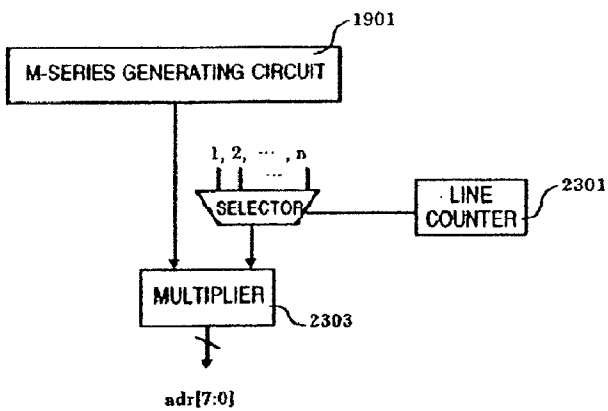 1901
M-SERIES GENERATING CIRCUIT
1, 2, ··· , n
...
SELECTOR
LINE
COUNTER
2301
MULTIPLIER
2303
adr[7:0]